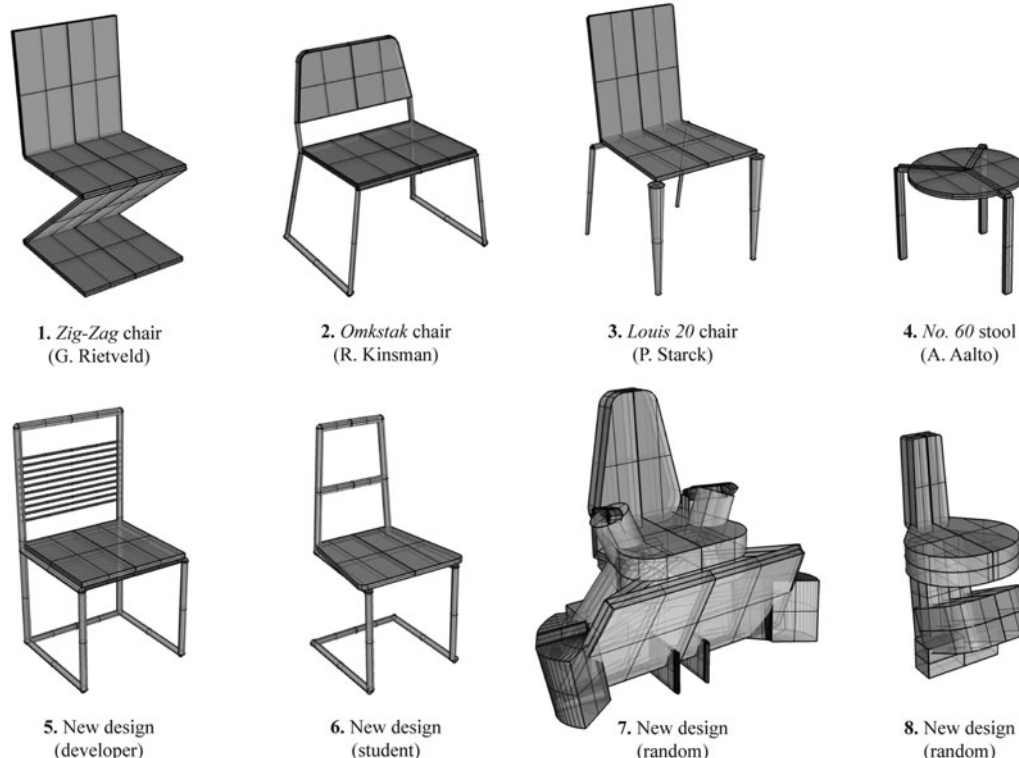 1. Zig-Zag chair
(G. Rietveld)
2. Omkstak chair
(R. Kinsman)
3. Louis 20 chair
(P. Starck)
4. No. 60 stool
(A. Aalto)
5. New design
(developer)
6. New design
(student)
7. New design
(random)
8. New design
(random)